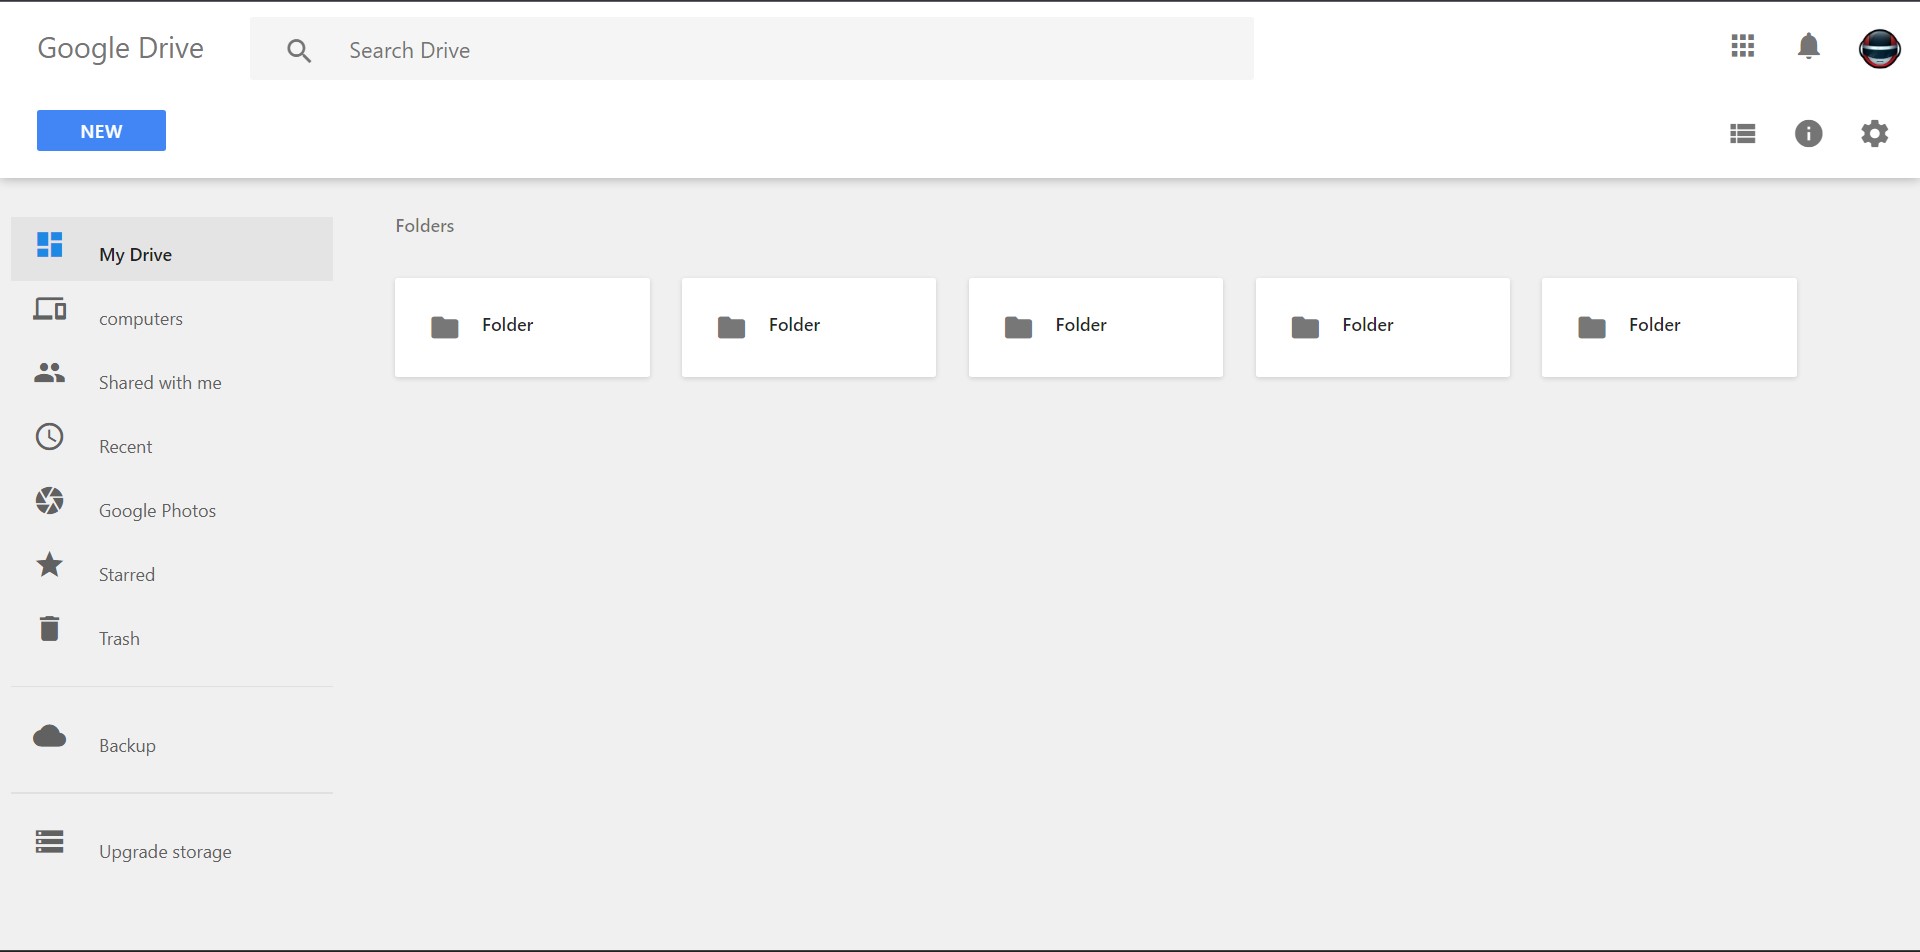 Google Drive
Search Drive
NEW
My Drive
computers
Shared with me
Recent
Google Photos
Starred
Trash
Backup
Upgrade storage
Folders
Folder
Folder
Folder
Folder
Folder